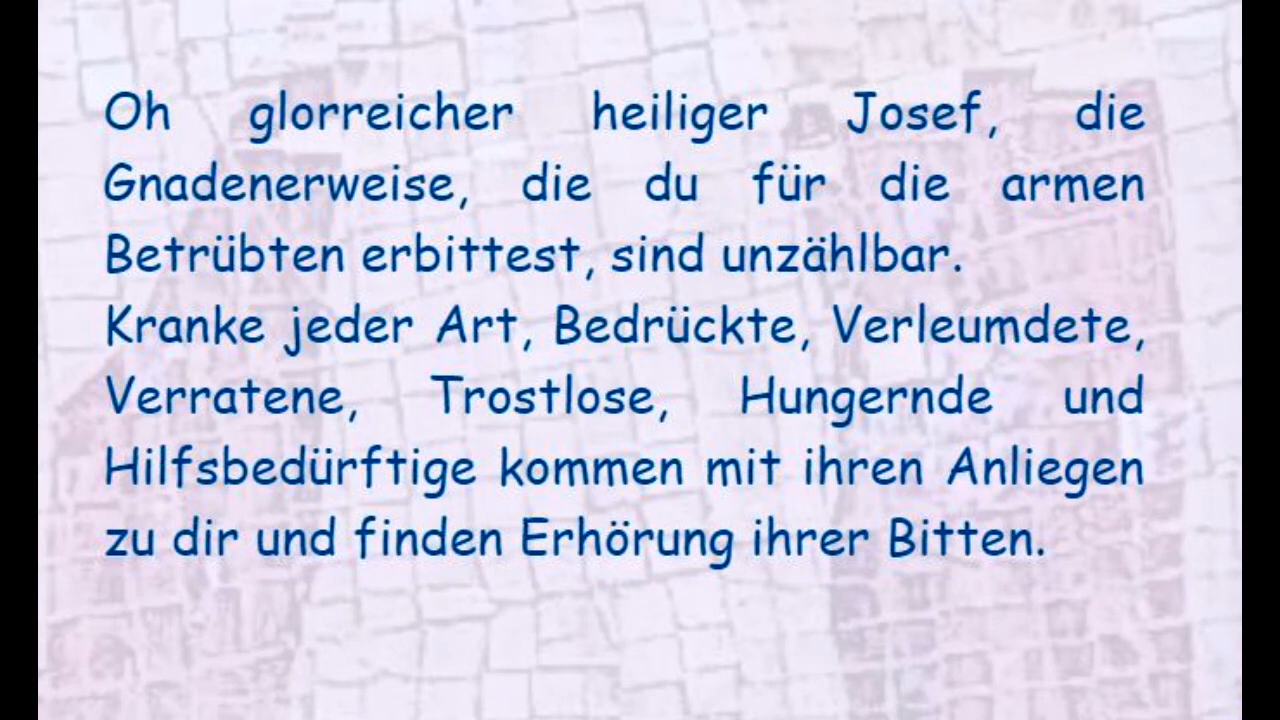 Oh glorreicher heiliger Josef, die
Gnadenerweise, die du für die armen
Betrübten erbittest, sind unzählbar.
Kranke jeder Art, Bedrückte, Verleumdete,
Verratene, Trostlose, Hungernde und
Hilfsbedürftige kommen mit ihren Anliegen
zu dir und finden Erhörung ihrer Bitten.